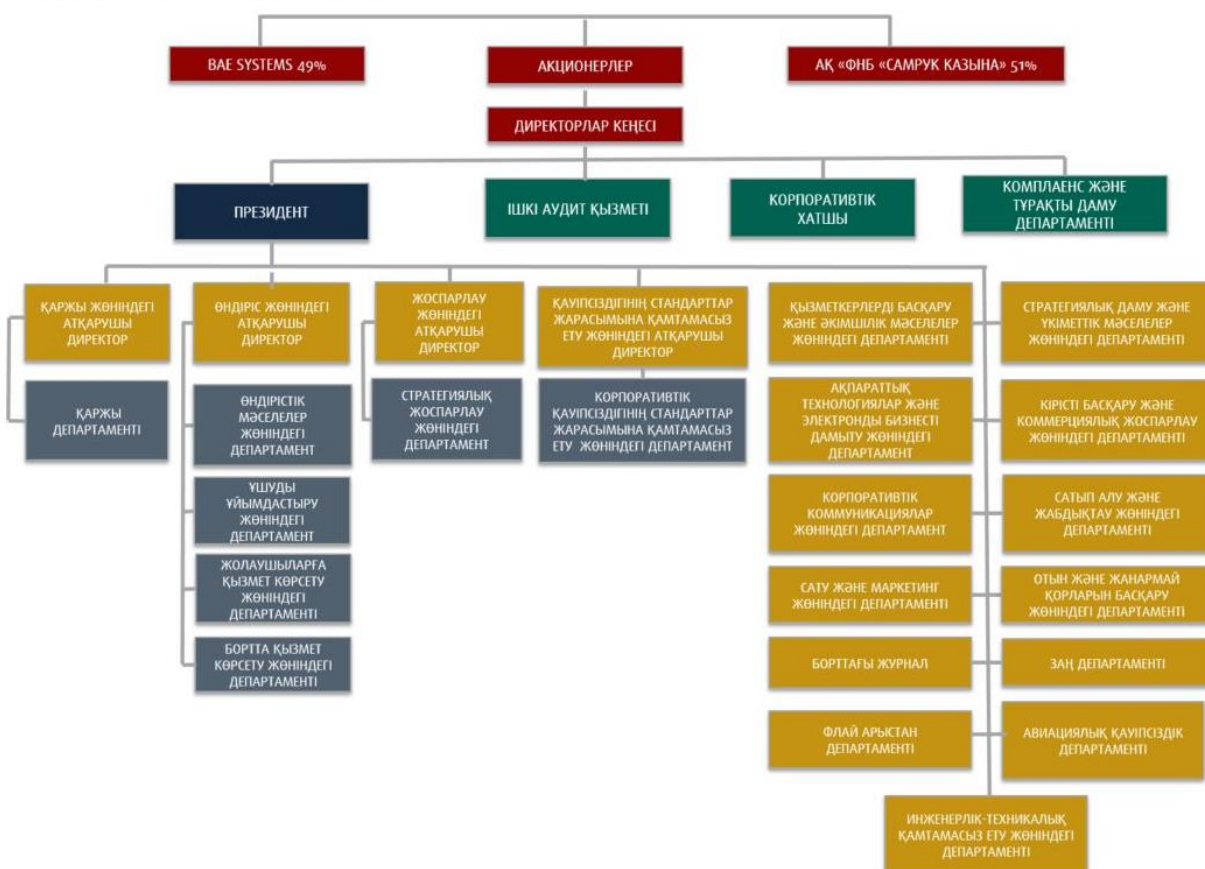 BAE SYSTEMS 49%
АКЦИОНЕРЛЕР
АҚ «ФНБ «САМРУК КАЗЫНА» 51%
ДИРЕКТОРЛАР КЕҢЕСІ
ПРЕЗИДЕНТ
ІШКІ АУДИТ ҚЫЗМЕТІ
КОРПОРАТИВТІК
ХАТШЫ
КОМПЛАЕНС ЖӘНЕ
ТҰРАҚТЫ ДАМУ
ДЕПАРТАМЕНТІ
ҚАРЖЫ ЖӨНІНДЕГІ
АТҚАРУШЫ
ДИРЕКТОР
ӨНДІРІС ЖӨНІНДЕГІ
АТҚАРУШЫ
ДИРЕКТОР
ЖОСПАРЛАУ
ЖӨНІНДЕГІ
АТҚАРУШЫ
ДИРЕКТОР
ҚАУІПСІЗДІГІНІҢ СТАНДАРТТАР
ЖАРАСЫМЫНА ҚАМТАМАСЫЗ
ЕТУ ЖӨНІНДЕГІ АТҚАРУШЫ
ДИРЕКТОР
ҚЫЗМЕТКЕРЛЕРДІ БАСҚАРУ
ЖӘНЕ ӘКІМШІЛІК МӘСЕЛЕЛЕР
ЖӨНІНДЕГІ ДЕПАРТАМЕНТІ
СТРАТЕГИЯЛЫҚ ДАМУ ЖӘНЕ
ҮКІМЕТТІК МӘСЕЛЕЛЕР
ЖӨНІНДЕГІ ДЕПАРТАМЕНТІ
ҚАРЖЫ
ДЕПАРТАМЕНТІ
ӨНДІРІСТІК
МӘСЕЛЕЛЕР
ЖӨНІНДЕГІ
ДЕПАРТАМЕНТ
СТРАТЕГИЯЛЫҚ
ЖОСПАРЛАУ
ЖӨНІНДЕГІ
ДЕПАРТАМЕНТ
КОРПОРАТИВТІК
ҚАУІПСІЗДІГІНІҢ СТАНДАРТТАР
ЖАРАСЫМЫНА ҚАМТАМАСЫЗ
ЕТУ ЖӨНІНДЕГІ ДЕПАРТАМЕНТ
АҚПАРАТТЫҚ
ТЕХНОЛОГИЯЛАР ЖӘНЕ
ЭЛЕКТРОНДЫ БИЗНЕСТІ
ДАМЫТУ ЖӨНІНДЕГІ
ДЕПАРТАМЕНТ
КІРІСТІ БАСҚАРУ ЖӘНЕ
КОММЕРЦИЯЛЫҚ ЖОСПАРЛАУ
ЖӨНІНДЕГІ ДЕПАРТАМЕНТІ
ҰШУДЫ
ҰЙЫМДАСТЫРУ
ЖӨНІНДЕГІ
ДЕПАРТАМЕНТ
КОРПОРАТИВТІК
КОММУНИКАЦИЯЛАР
ЖӨНІНДЕГІ ДЕПАРТАМЕНТ
САТЫП АЛУ ЖӘНЕ
ЖАБДЫҚТАУ ЖӨНІНДЕГІ
ДЕПАРТАМЕНТІ
ЖОЛАУШЫЛАРҒА
ҚЫЗМЕТ КӨРСЕТУ
ЖӨНІНДЕГІ
ДЕПАРТАМЕНТІ
САТУ ЖӘНЕ МАРКЕТИНГ
ЖӨНІНДЕГІ ДЕПАРТАМЕНТІ
ОТЫН ЖӘНЕ ЖАНАРМАЙ
ҚОРЛАРЫН БАСҚАРУ
ЖӨНІНДЕГІ ДЕПАРТАМЕНТІ
БОРТТА ҚЫЗМЕТ
КӨРСЕТУ ЖӨНІНДЕГІ
ДЕПАРТАМЕНТІ
БОРТТАҒЫ ЖУРНАЛ
ЗАҢ ДЕПАРТАМЕНТІ
ФЛАЙ АРЫСТАН
ДЕПАРТАМЕНТІ
АВИАЦИЯЛЫҚ ҚАУІПСІЗДІК
ДЕПАРТАМЕНТІ
ИНЖЕНЕРЛІК-ТЕХНИКАЛЫҚ
ҚАМТАМАСЫЗ ЕТУ ЖӨНІНДЕГІ
ДЕПАРТАМЕНТІ